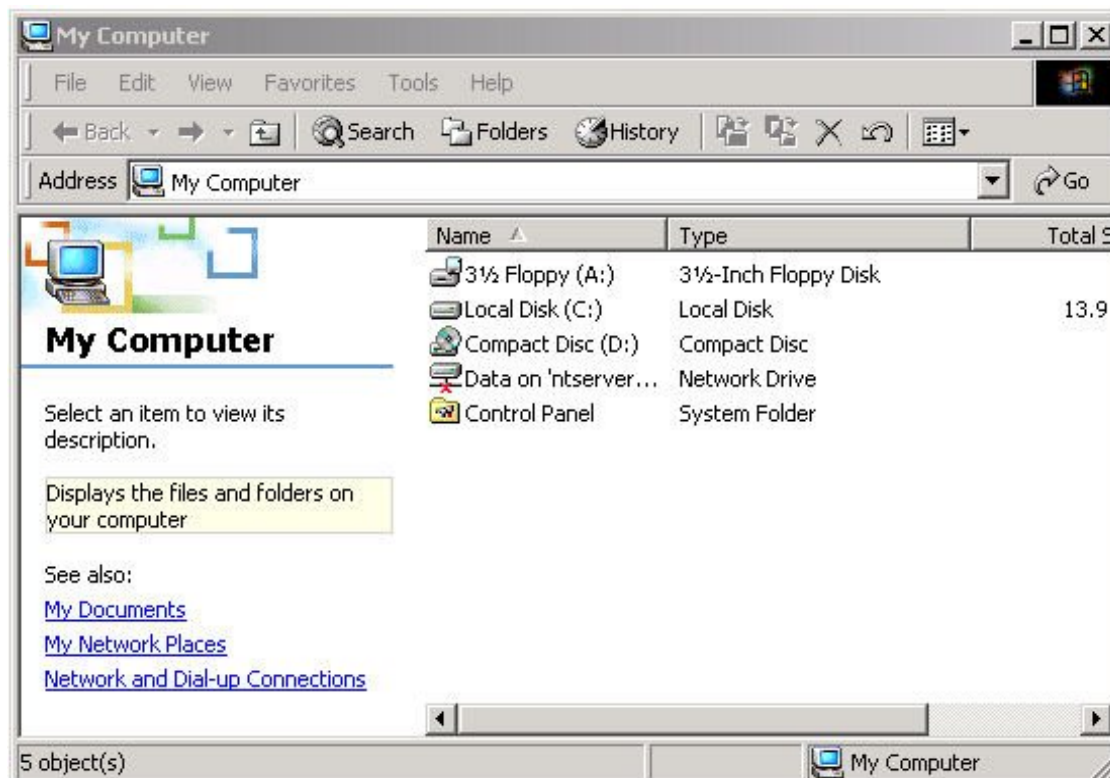 My Computer
File Edit View Favorites Tools Help
Back Search Folders History
Address My Computer Go
Name Type Total S
3½ Floppy (A:) 3½-Inch Floppy Disk
Local Disk (C:) Local Disk 13.9
Compact Disc (D:) Compact Disc
Data on 'ntserver... Network Drive
Control Panel System Folder
My Computer
Select an item to view its
description.
Displays the files and folders on
your computer
See also:
My Documents
My Network Places
Network and Dial-up Connections
5 object(s) My Computer